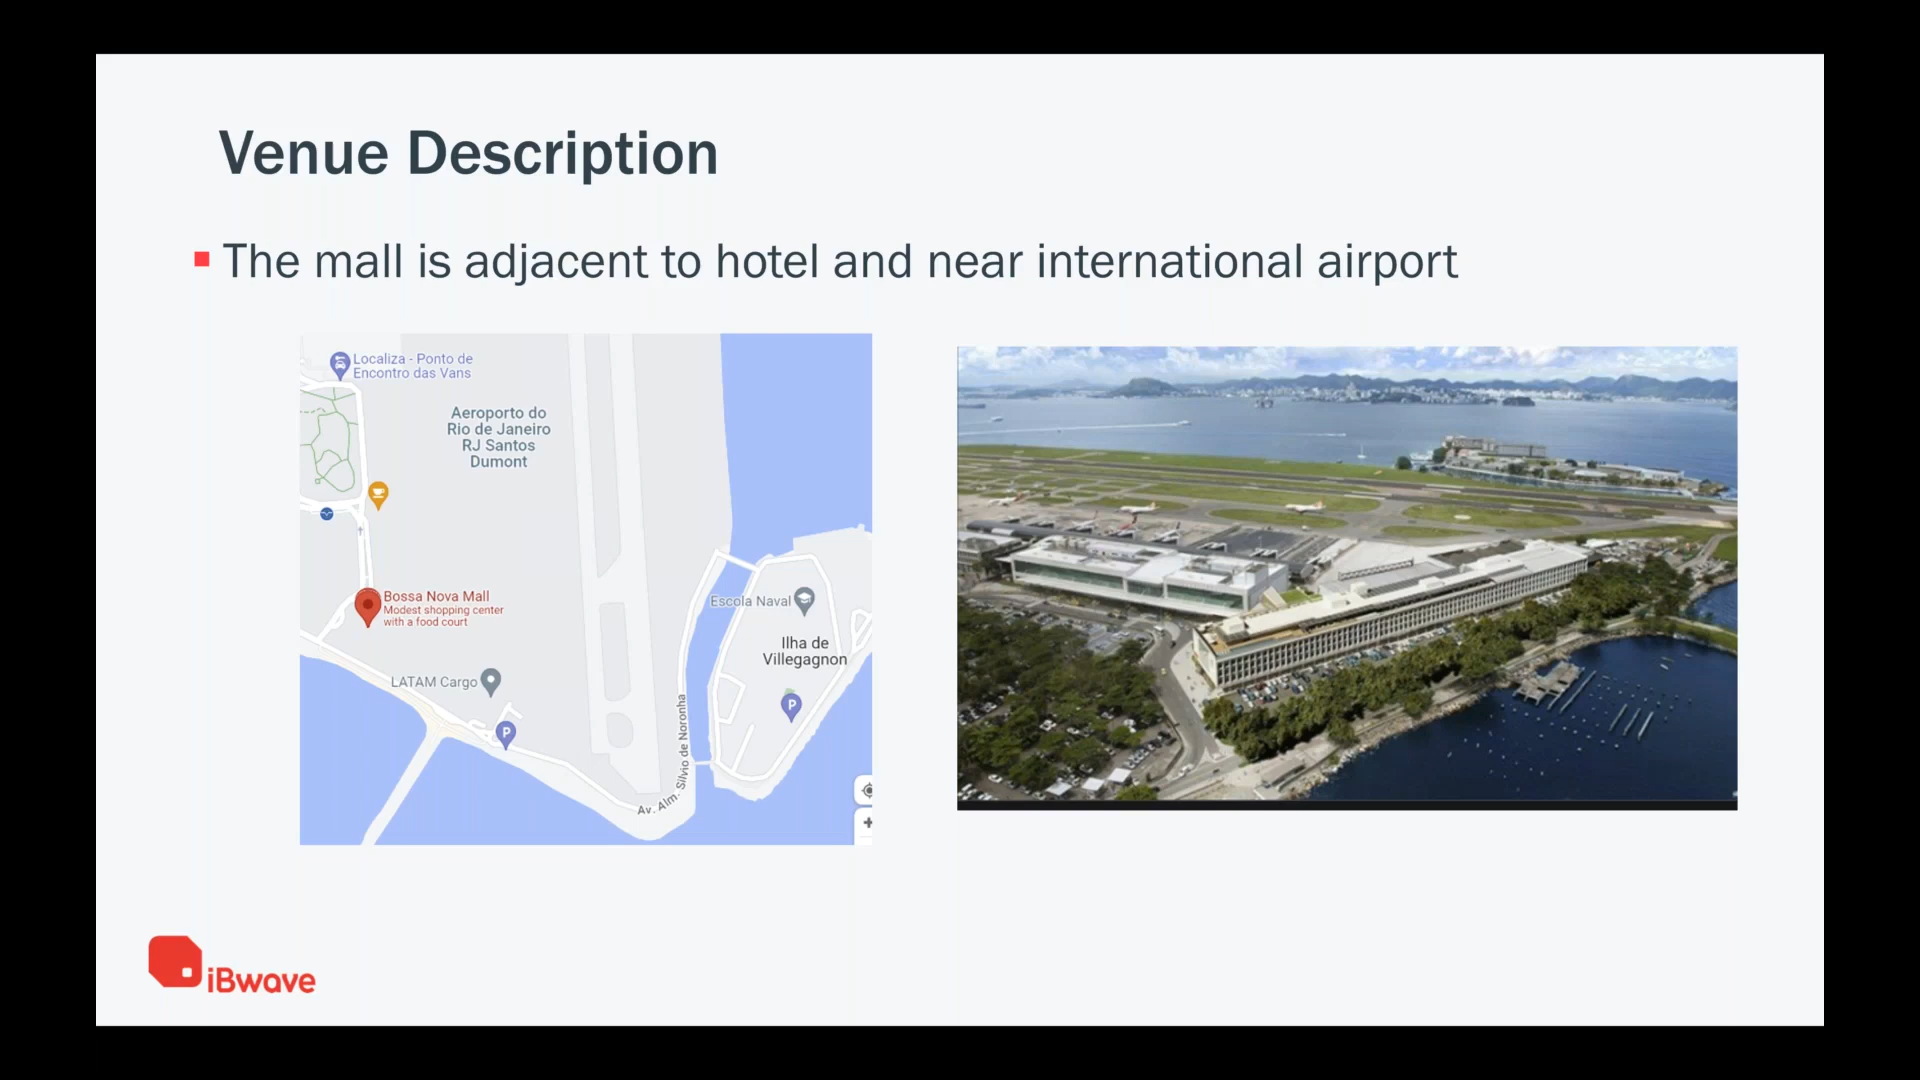 Venue Description
The mall is adjacent to hotel and near international airport
Localiza - Ponto de
Encontro das Vans
Aeroporto do
Rio de Janeiro
RJ Santos
Dumont
Bossa Nova Mall
Modest shopping center
with a food court
LATAM Cargo
P
Escola Naval
Ilha de
Villegagnon
P
Av. Alm. Sílvio de Noronha
iBwave